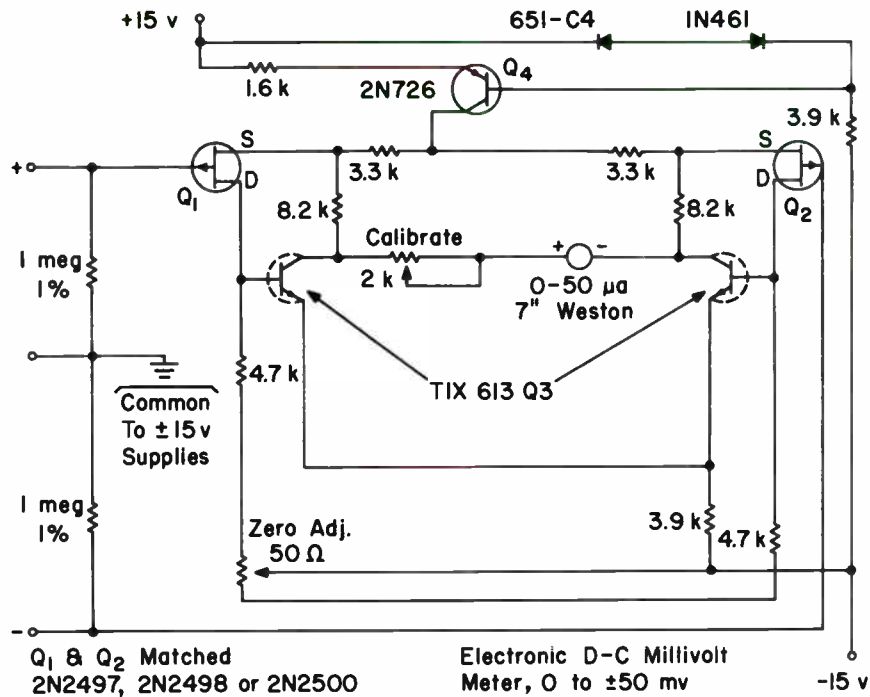 +15 v
651-C4
1N461
1.6 k
2N726
Q4
3.9 k
+
S
D
Q1
3.3 k
3.3 k
S
D
Q2
8.2 k
8.2 k
Calibrate
2 k
+ -
0-50 μa
7" Weston
1 meg
1%
4.7 k
TIX 613 Q3
Common
To ±15 v
Supplies
1 meg
1%
Zero Adj.
50 Ω
3.9 k
4.7 k
-
Q1 & Q2 Matched
2N2497, 2N2498 or 2N2500
Electronic D-C Millivolt
Meter, 0 to ±50 mv
-15 v